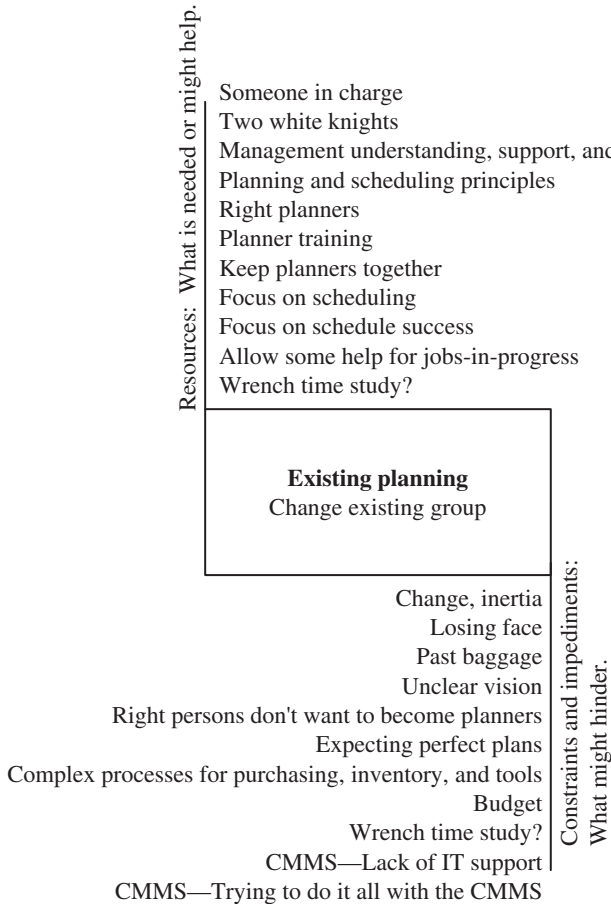 Resources: What is needed or might help.
Someone in charge
Two white knights
Management understanding, support, and
Planning and scheduling principles
Right planners
Planner training
Keep planners together
Focus on scheduling
Focus on schedule success
Allow some help for jobs-in-progress
Wrench time study?
Existing planning
Change existing group
Change, inertia
Losing face
Past baggage
Unclear vision
Right persons don't want to become planners
Expecting perfect plans
Complex processes for purchasing, inventory, and tools
Budget
Wrench time study?
CMMS—Lack of IT support
CMMS—Trying to do it all with the CMMS
Constraints and impediments:
What might hinder.